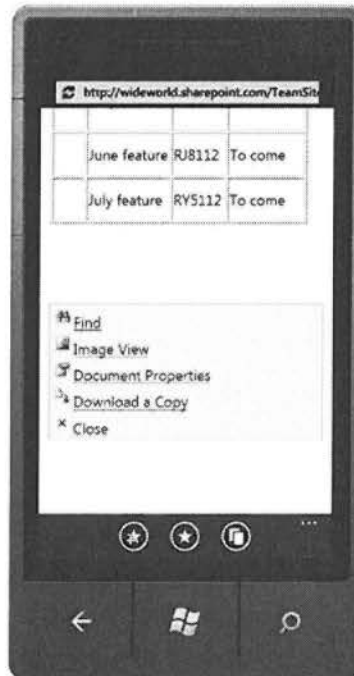 http://wideworld.sharepoint.com/TeamSit
June feature RJ8112 To come
July feature RY5112 To come
Find
Image View
Document Properties
Download a Copy
Close